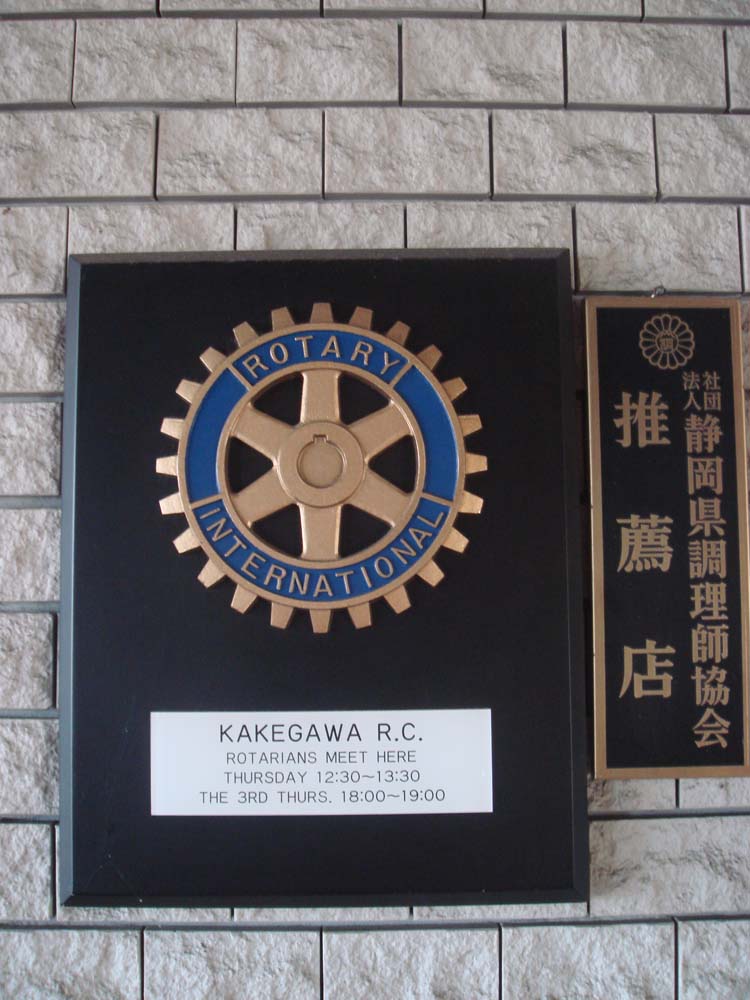 ROTARY
INTERNATIONAL
KAKEGAWA R.C.
ROTARIANS MEET HERE
THURSDAY 12:30～13:30
THE 3RD THURS. 18:00～19:00
調
社団法人 静岡県調理師協会
推薦店